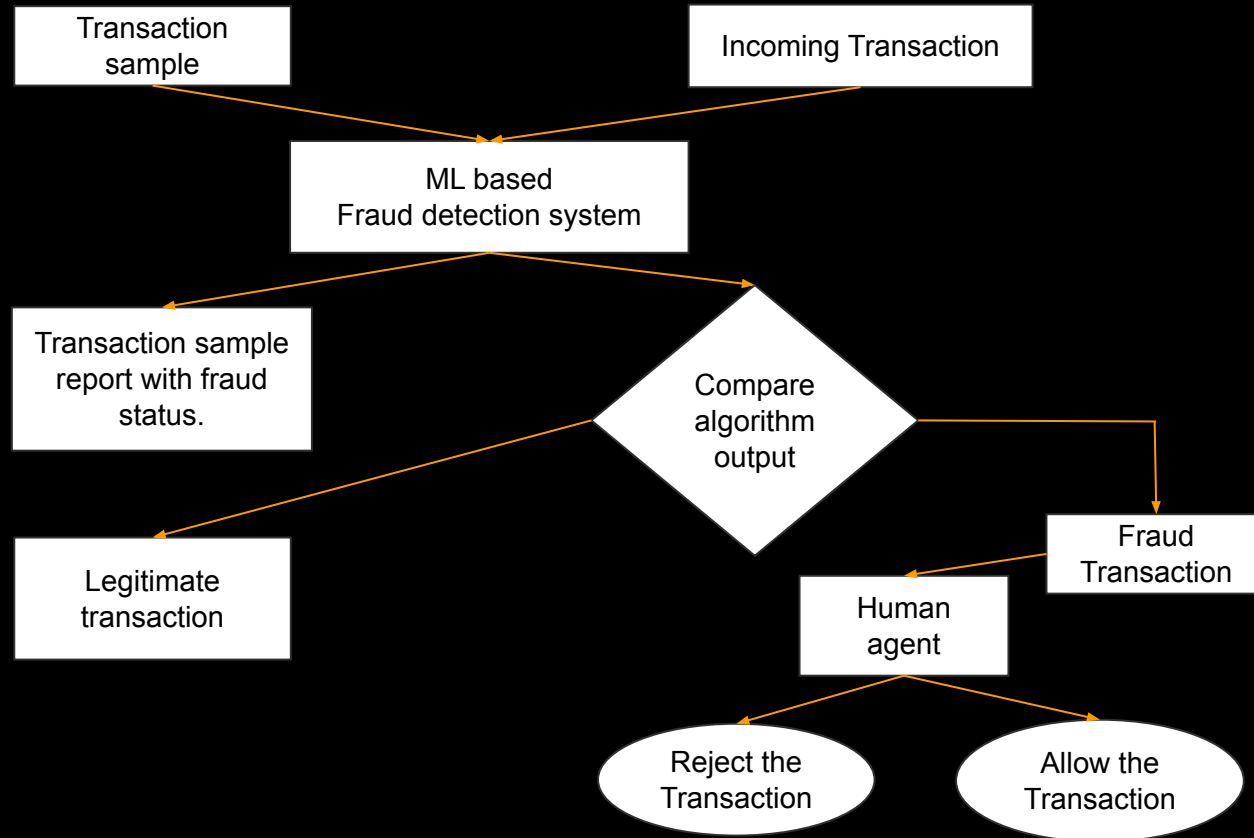 Transaction
sample
Incoming Transaction
ML based
Fraud detection system
Transaction sample
report with fraud
status.
Compare
algorithm
output
Legitimate
transaction
Fraud
Transaction
Human
agent
Reject the
Transaction
Allow the
Transaction